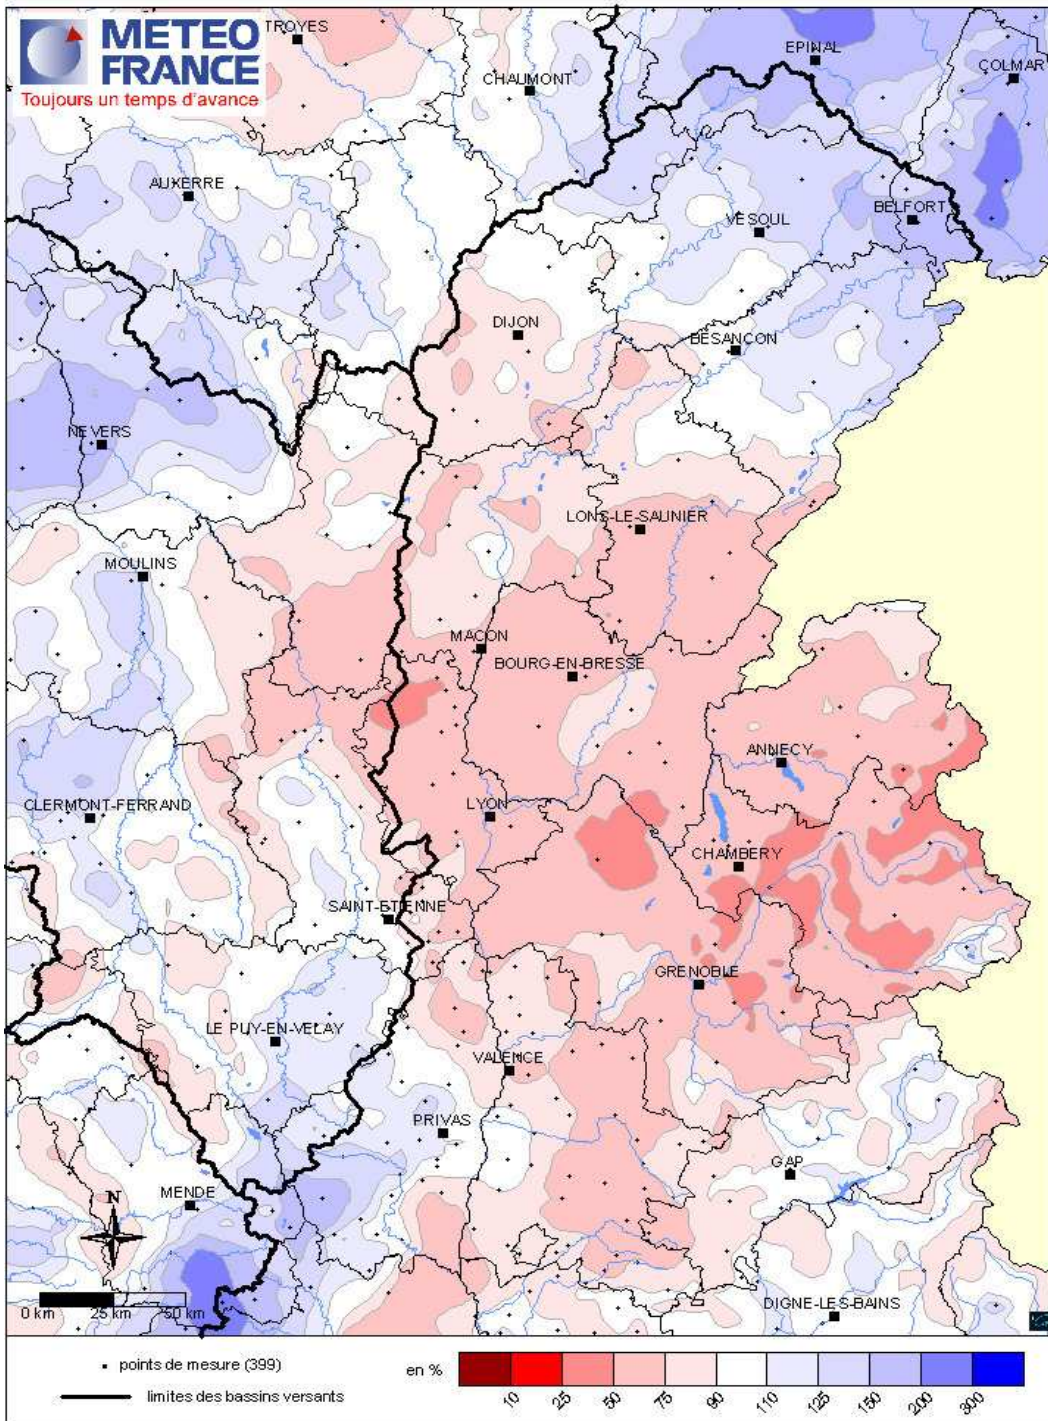 METEO
FRANCE
Toujours un temps d'avance
TROYES
CHAUMONT
EPINAL
COLMAR
AUXERRE
VESOUL
BELFORT
DIJON
BESANCON
NEVERS
LONS-LE-SAUNIER
MOULINS
MACON
BOURG-EN-BRESSE
ANNECY
CLERMONT-FERRAND
LYON
CHAMBERY
SAINT-ETIENNE
GRENOBLE
LE PUY-EN-VELAY
VALENCE
PRIVAS
GAP
MENDE
N
DIGNE-LES-BAINS
0 km 25 km 50 km
points de mesure (399)
limites des bassins versants
en %
10 25 50 75 90 110 125 150 200 300